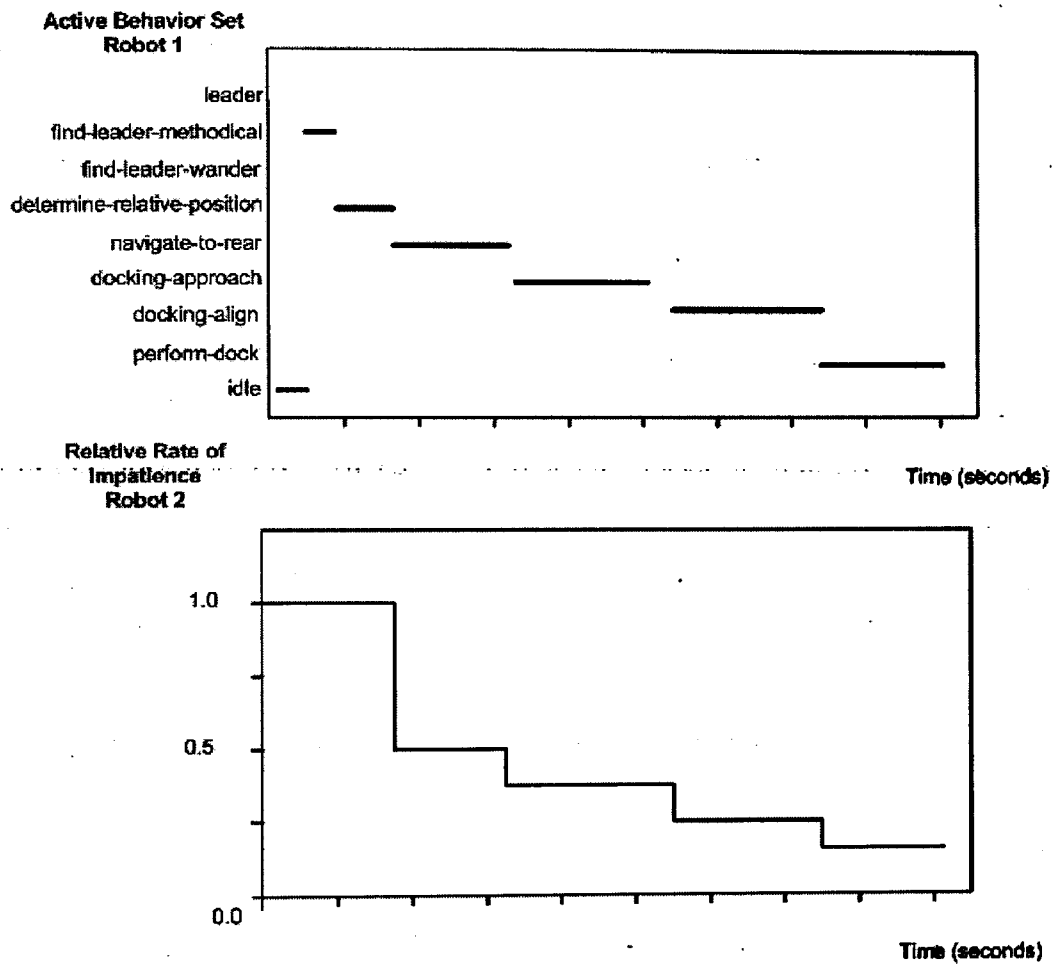 Active Behavior Set
Robot 1
leader
find-leader-methodical
find-leader-wander
determine-relative-position
navigate-to-rear
docking-approach
docking-align
perform-dock
idle
Time (seconds)
Relative Rate of
Impatience
Robot 2
1.0
0.5
0.0
Time (seconds)